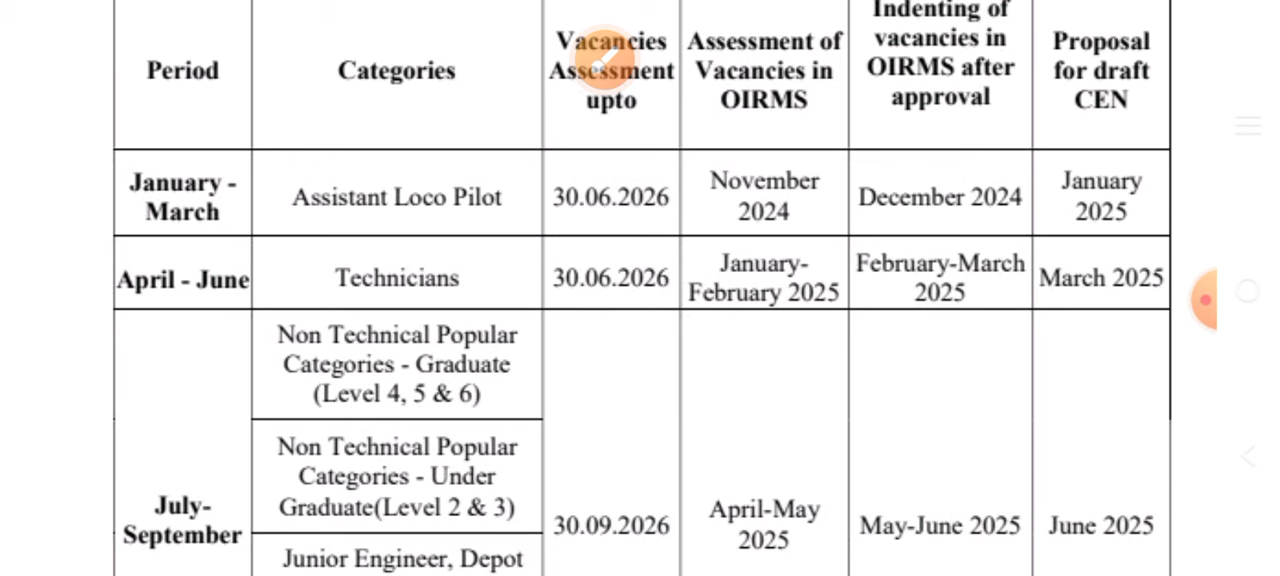 Period
Categories
Vacancies
Assessment
upto
Assessment of
Vacancies in
OIRMS
Indenting of
vacancies in
OIRMS after
approval
Proposal
for draft
CEN
January -
March
Assistant Loco Pilot
30.06.2026
November
2024
December 2024
January
2025
April - June
Technicians
30.06.2026
January-
February 2025
February-March
2025
March 2025
July-
September
Non Technical Popular
Categories - Graduate
(Level 4, 5 & 6)
Non Technical Popular
Categories - Under
Graduate(Level 2 & 3)
Junior Engineer, Depot
30.09.2026
April-May
2025
May-June 2025
June 2025